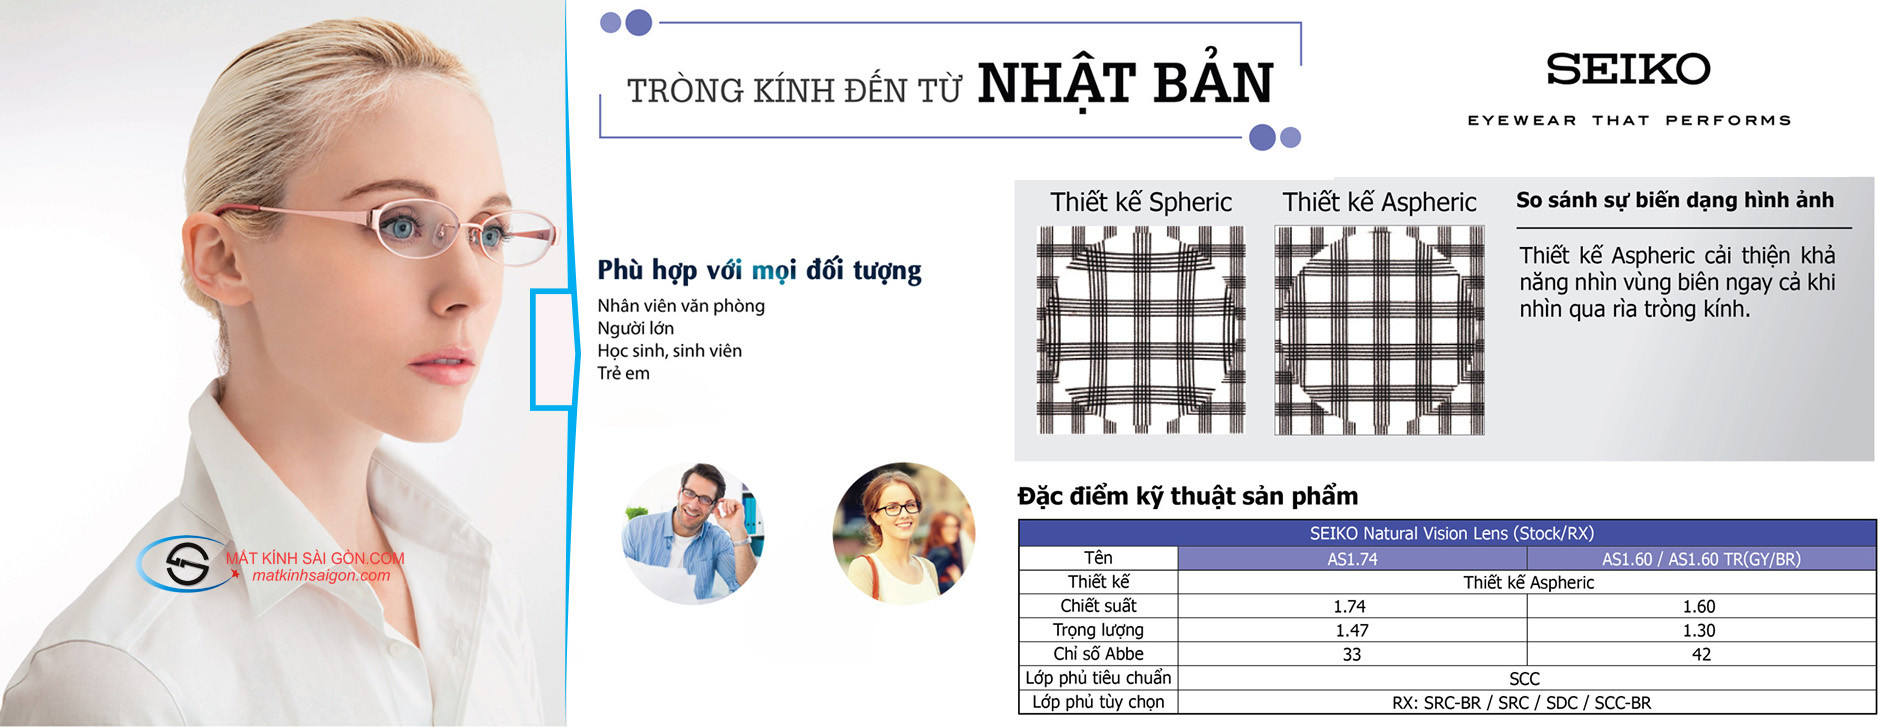 TRÒNG KÍNH ĐẾN TỪ NHẬT BẢN
SEIKO
EYEWEAR THAT PERFORMS
Phù hợp với mọi đối tượng
Nhân viên văn phòng
Người lớn
Học sinh, sinh viên
Trẻ em
Thiết kế Spheric
Thiết kế Aspheric
So sánh sự biến dạng hình ảnh
Thiết kế Aspheric cải thiện khả
năng nhìn vùng biên ngay cả khi
nhìn qua rìa tròng kính.
MẮT KÍNH SÀI GÒN.COM
matkinhsaigon.com
Đặc điểm kỹ thuật sản phẩm
SEIKO Natural Vision Lens (Stock/RX)
Tên AS1.74 AS1.60 / AS1.60 TR(GY/BR)
Thiết kế Thiết kế Aspheric
Chiết suất 1.74 1.60
Trọng lượng 1.47 1.30
Chỉ số Abbe 33 42
Lớp phủ tiêu chuẩn SCC
Lớp phủ tùy chọn RX: SRC-BR / SRC / SDC / SCC-BR